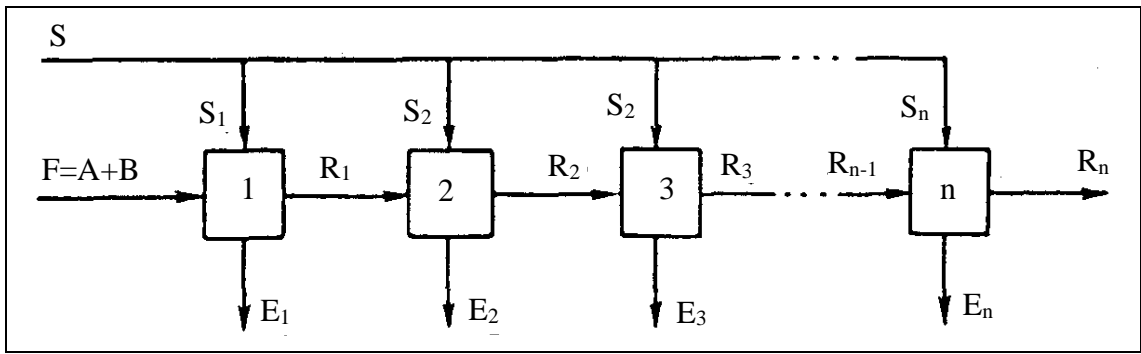 S
S₁ S₂ S₂ Sₙ
F=A+B 1 R₁ 2 R₂ 3 R₃ Rₙ₋₁ n Rₙ
E₁ E₂ E₃ Eₙ